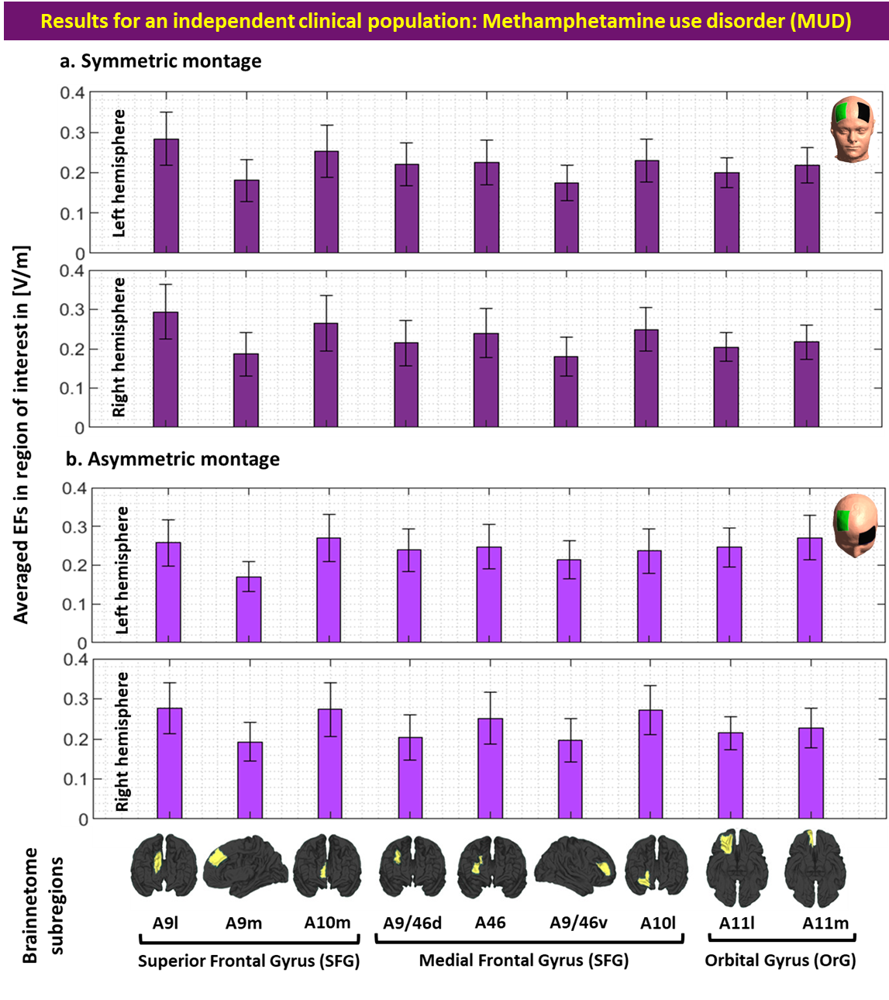 Results for an independent clinical population: Methamphetamine use disorder (MUD)
a. Symmetric montage
Averaged EFs in region of interest in [V/m]
Left hemisphere
0.4
0.3
0.2
0.1
0
Right hemisphere
0.4
0.3
0.2
0.1
0
b. Asymmetric montage
Left hemisphere
0.4
0.3
0.2
0.1
0
Right hemisphere
0.4
0.3
0.2
0.1
0
Brainnetome
subregions
A9l A9m A10m A9/46d A46 A9/46v A10l A11l A11m
Superior Frontal Gyrus (SFG) Medial Frontal Gyrus (SFG) Orbital Gyrus (OrG)